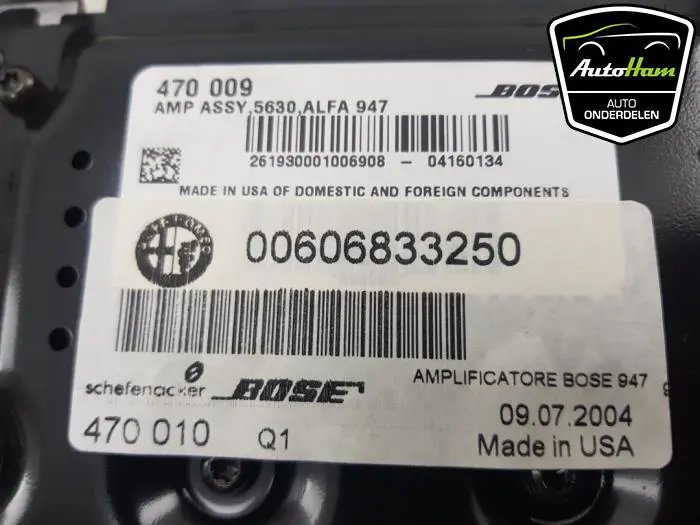 470 009
AMP ASSY,5630,ALFA 947
BOSE
261930001006908 - 04160134
MADE IN USA OF DOMESTIC AND FOREIGN COMPONENTS
00606833250
schefenacker
BOSE
AMPLIFICATORE BOSE 947
470 010
Q1
09.07.2004
Made in USA
AutoHam
AUTO
ONDERDELEN